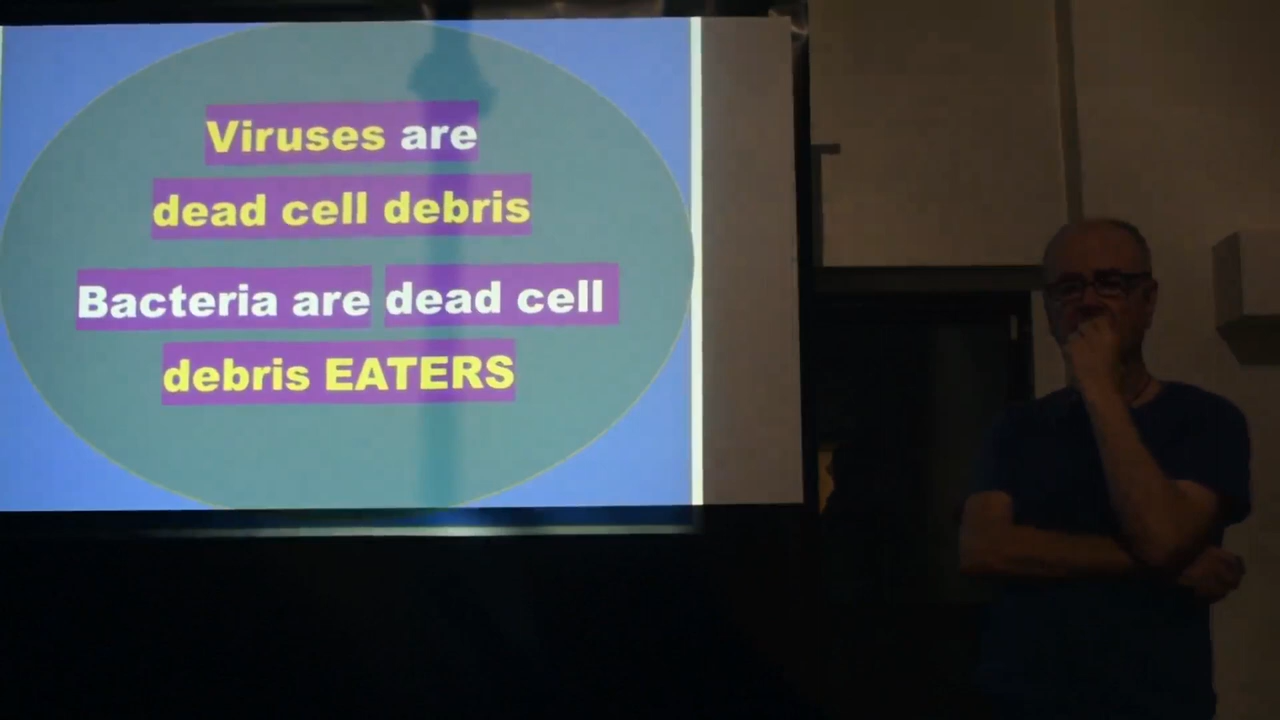 Viruses are
dead cell debris
Bacteria are dead cell
debris EATERS